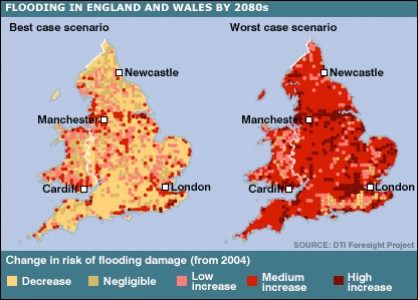 FLOODING IN ENGLAND AND WALES BY 2080s
Best case scenario
Newcastle
Manchester
Cardiff
London
Worst case scenario
Newcastle
Manchester
Cardiff
London
SOURCE: DTI Foresight Project
Change in risk of flooding damage (from 2004)
Decrease
Negligible
Low increase
Medium increase
High increase